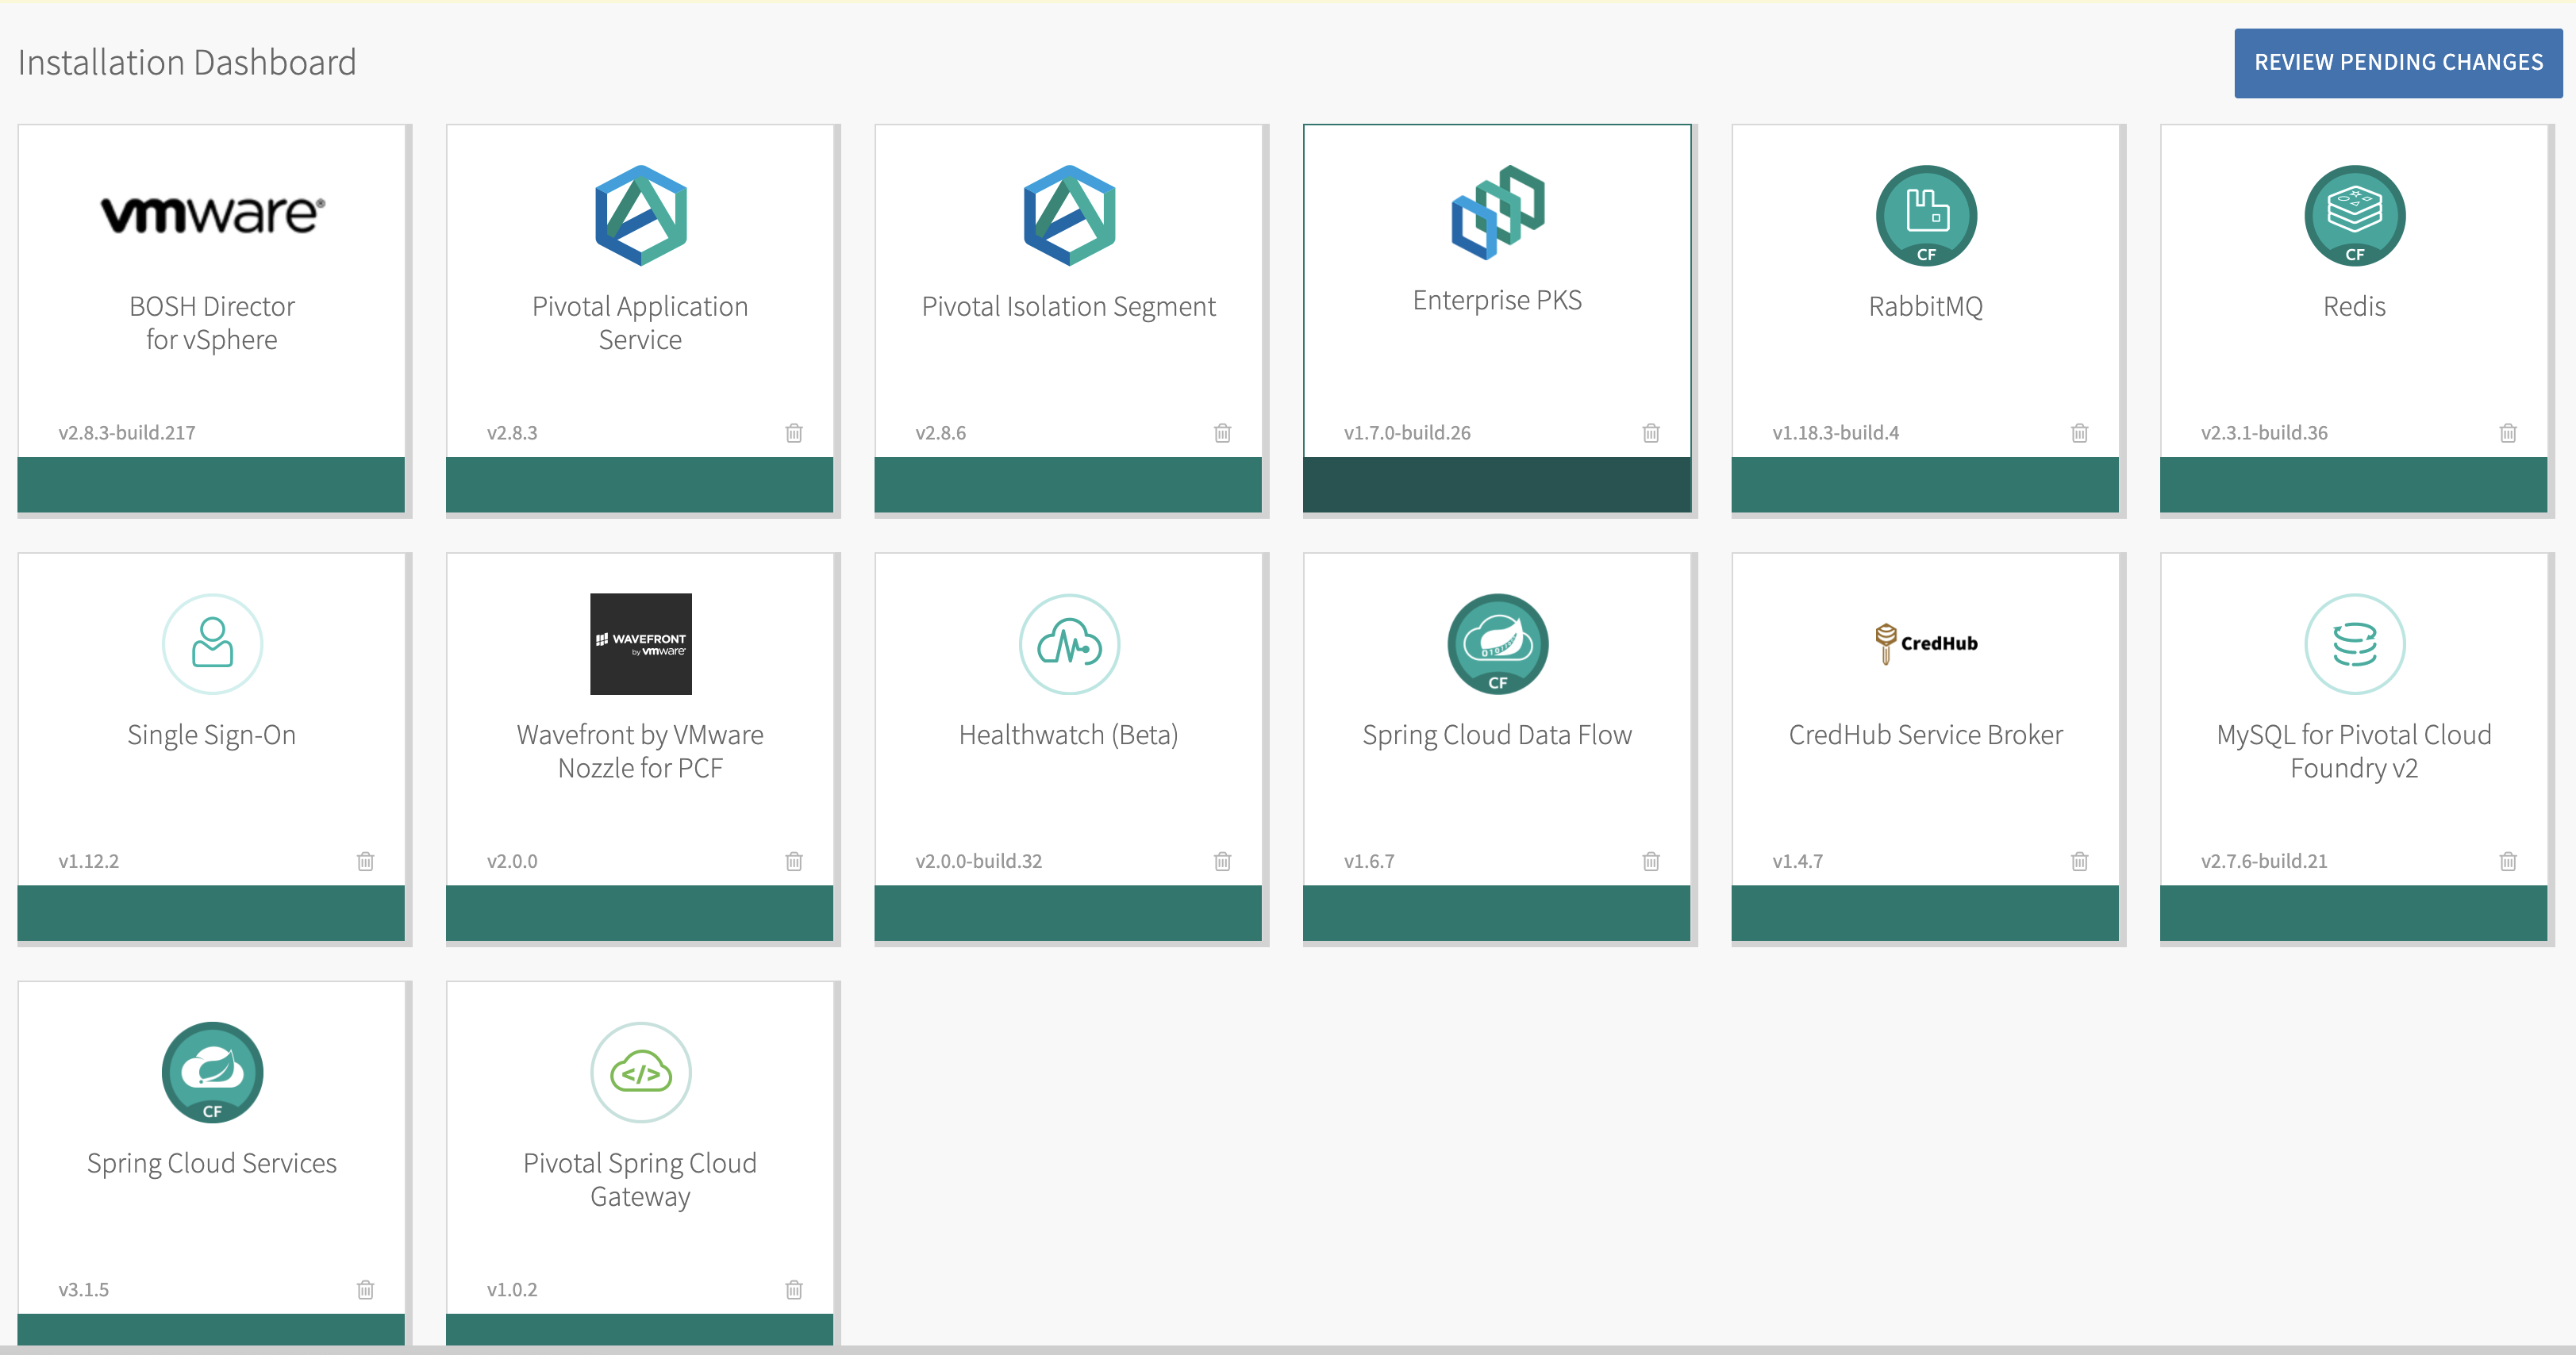 Installation Dashboard
REVIEW PENDING CHANGES
vmware®
BOSH Director
for vSphere
v2.8.3-build.217
Pivotal Application
Service
v2.8.3
Pivotal Isolation Segment
v2.8.6
Enterprise PKS
v1.7.0-build.26
CF
RabbitMQ
v1.18.3-build.4
CF
Redis
v2.3.1-build.36
Single Sign-On
v1.12.2
WAVEFRONT
by vmware®
Wavefront by VMware
Nozzle for PCF
v2.0.0
Healthwatch (Beta)
v2.0.0-build.32
CF
Spring Cloud Data Flow
v1.6.7
CredHub
CredHub Service Broker
v1.4.7
MySQL for Pivotal Cloud
Foundry v2
v2.7.6-build.21
CF
Spring Cloud Services
v3.1.5
</>
Pivotal Spring Cloud
Gateway
v1.0.2